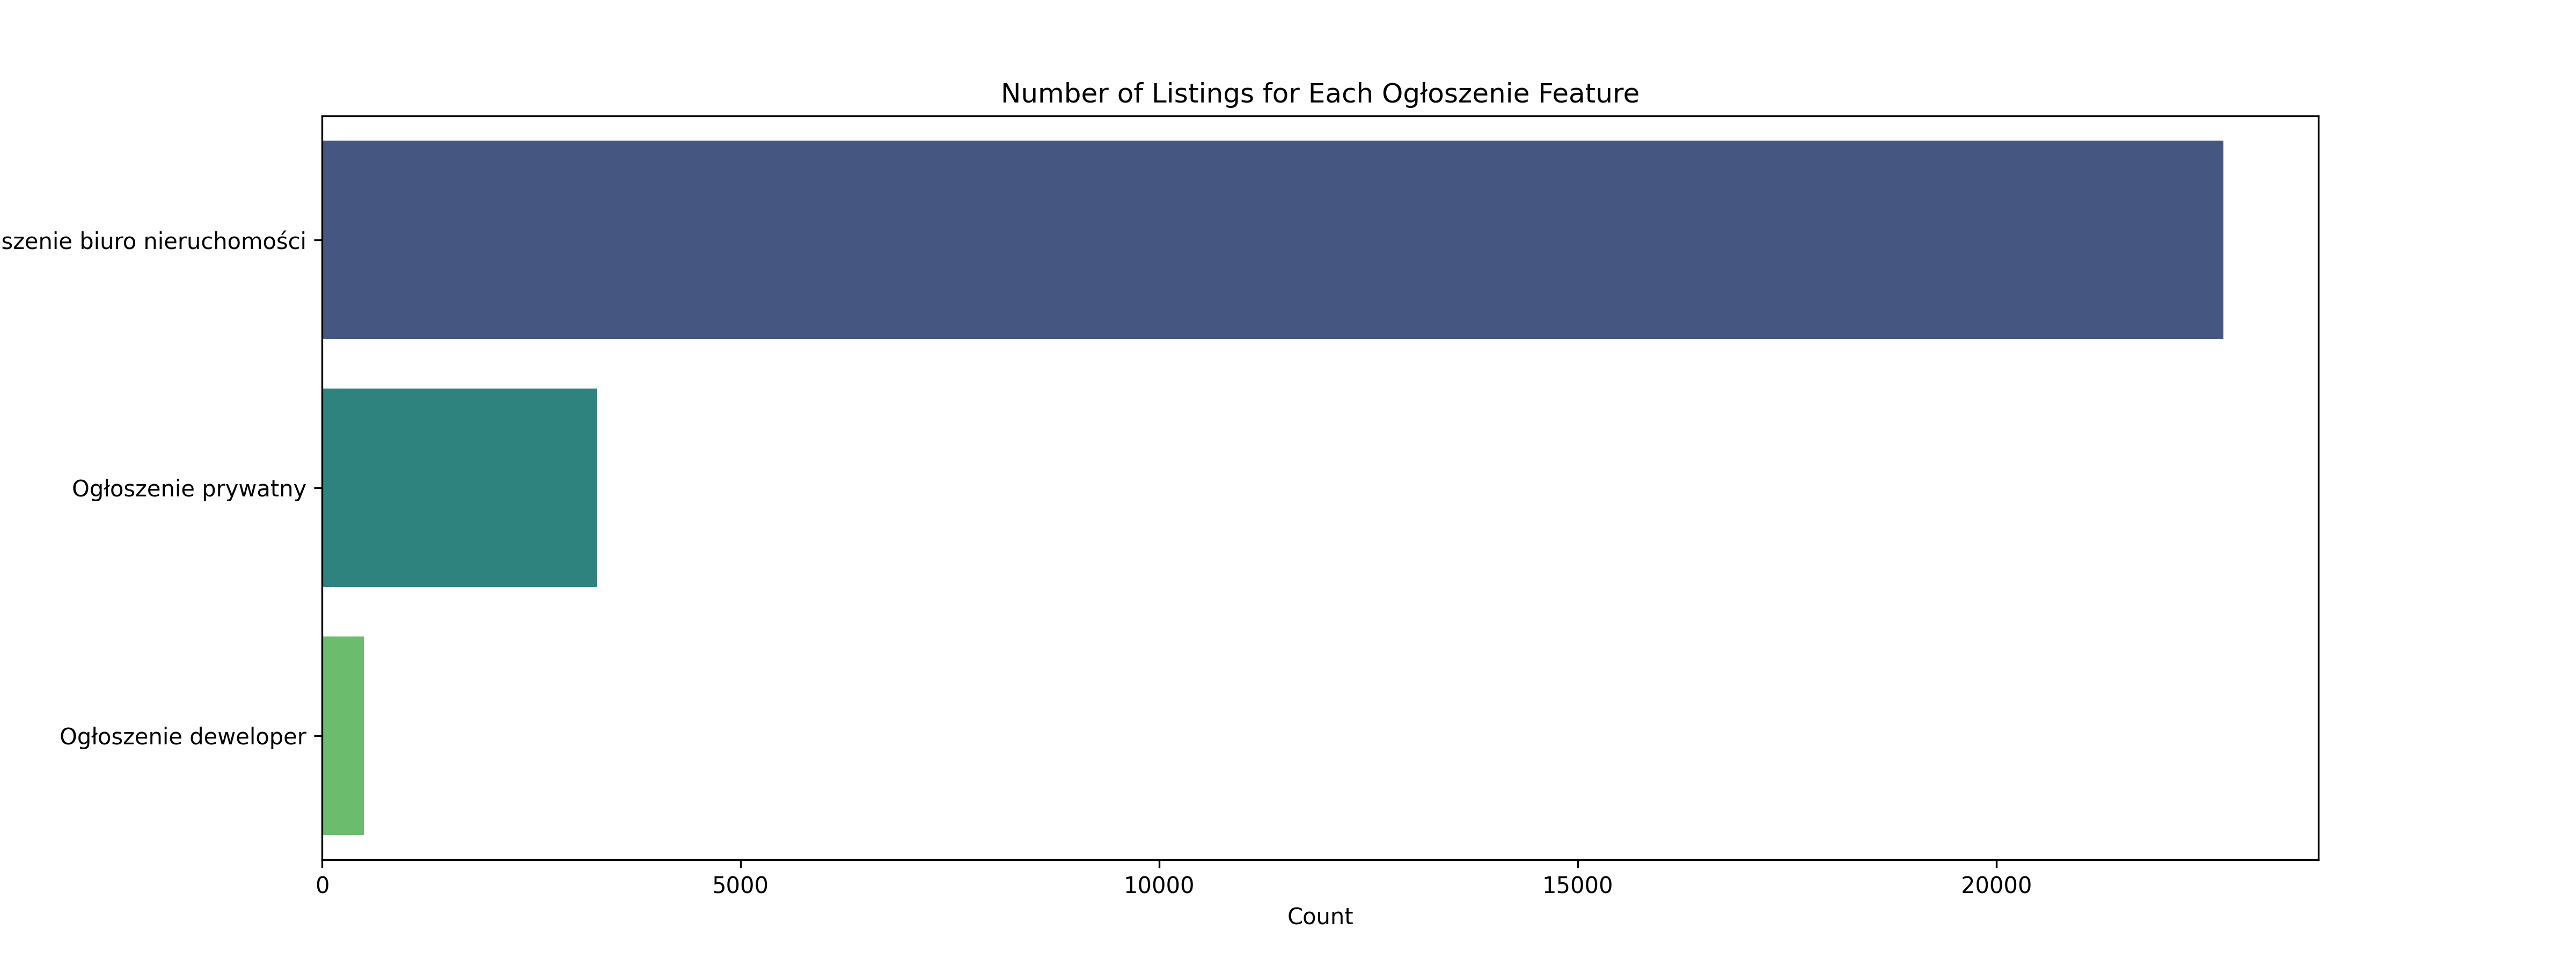 Number of Listings for Each Ogłoszenie Feature
szenie biuro nieruchomości
Ogłoszenie prywatny
Ogłoszenie deweloper
0 5000 10000 15000 20000
Count